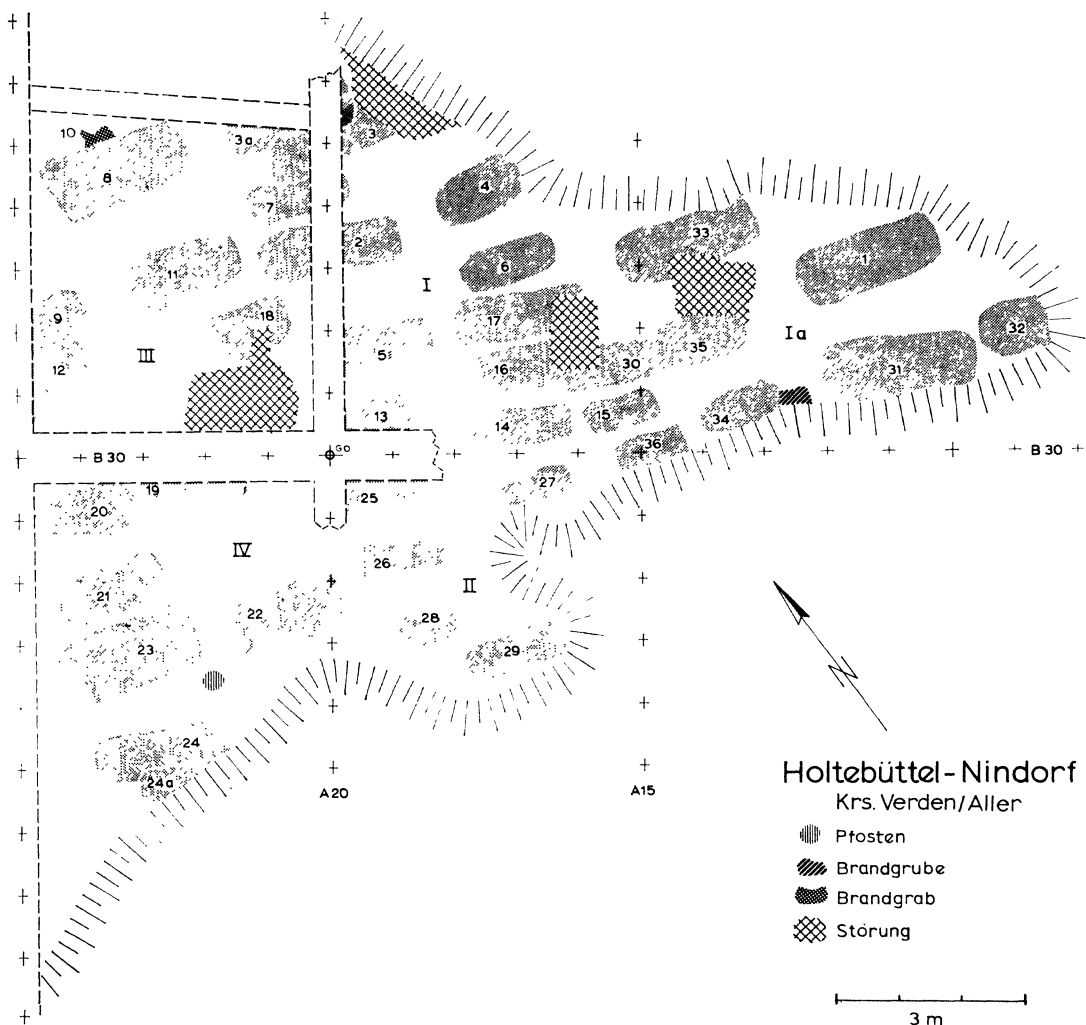 10
3a
3
8
4
7
2
33
1
6
11
I
9
18
17
5
32
III
35
Ia
12
16
30
31
13
15
34
14
36
B 30
GO
B 30
19
25
27
20
IV
26
II
21
22
28
23
29
24
24a
A 20
A 15
Holtebüttel-Nindorf
Krs. Verden/Aller
Pfosten
Brandgrube
Brandgrab
Störung
3 m